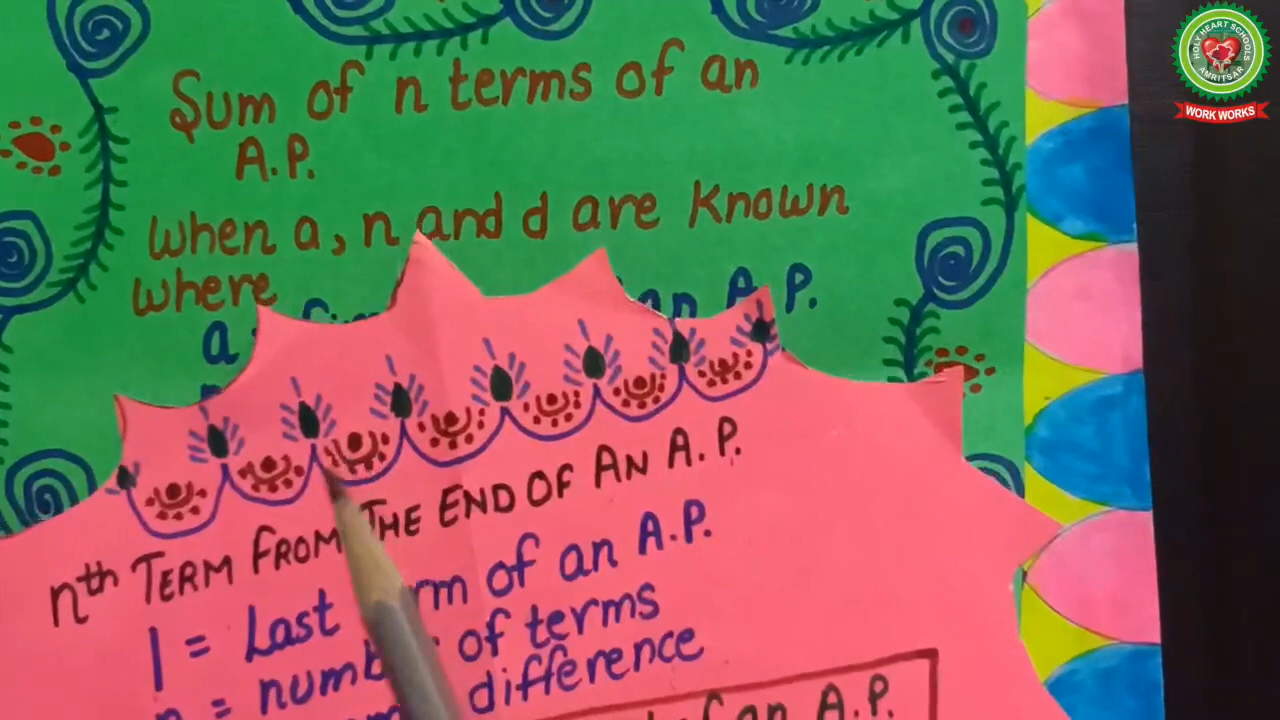 Sum of n terms of an
A.P.
when a, n and d are known
where
a an A.P.
nth TERM FROM THE END OF AN A.P.
l = Last of an A.P.
= of terms
difference
of an A.P.
HOLY HEART SCHOOLS
AMRITSAR
WORK WORKS